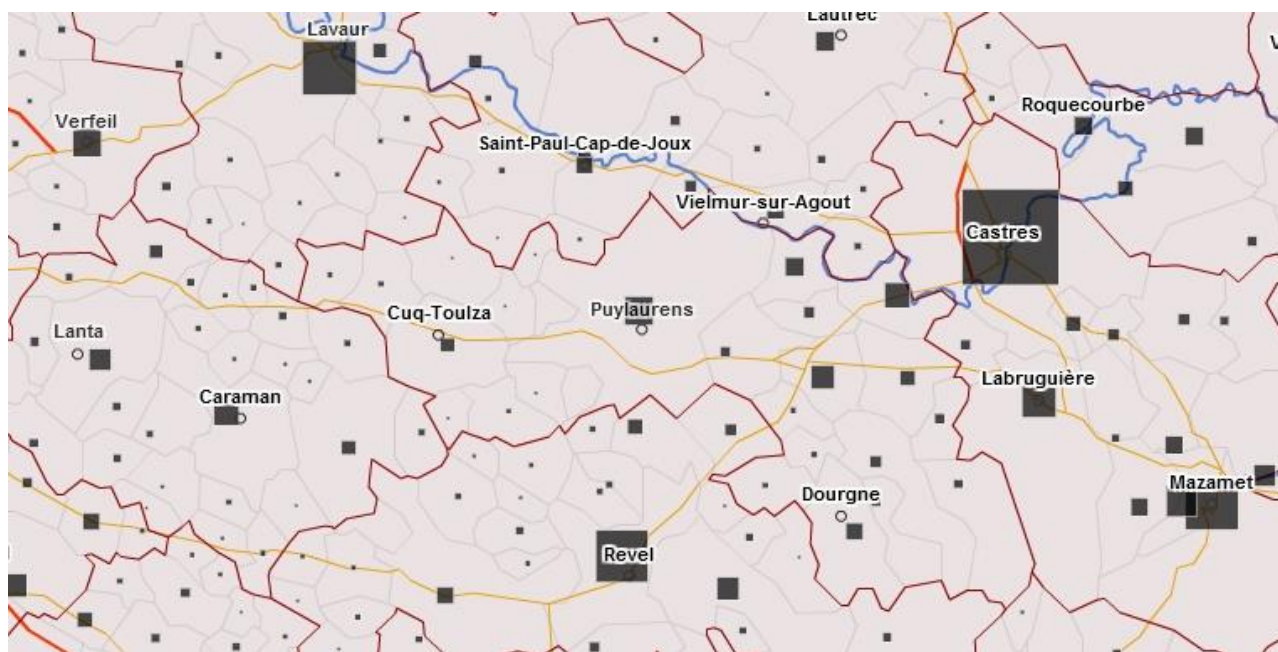 Lautrec
Lavaur
Roquecourbe
Verfeil
Saint-Paul-Cap-de-Joux
Vielmur-sur-Agout
Castres
Puylaurens
Cuq-Toulza
Lanta
Labruguière
Caraman
Mazamet
Dourgne
Revel